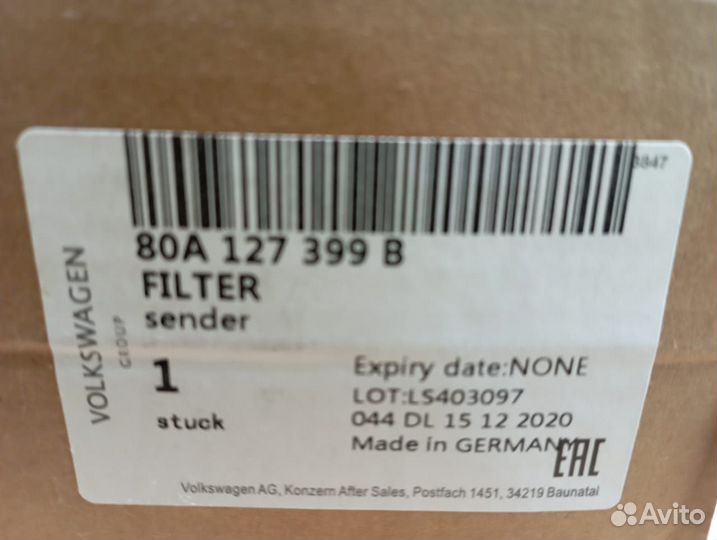 3847
80A 127 399 B
FILTER
sender
VOLKSWAGEN
GROUP
1
stuck
Expiry date:NONE
LOT:LS403097
044 DL 15 12 2020
Made in GERMANY
EAC
Volkswagen AG, Konzern After Sales, Postfach 1451, 34219 Baunatal
Avito